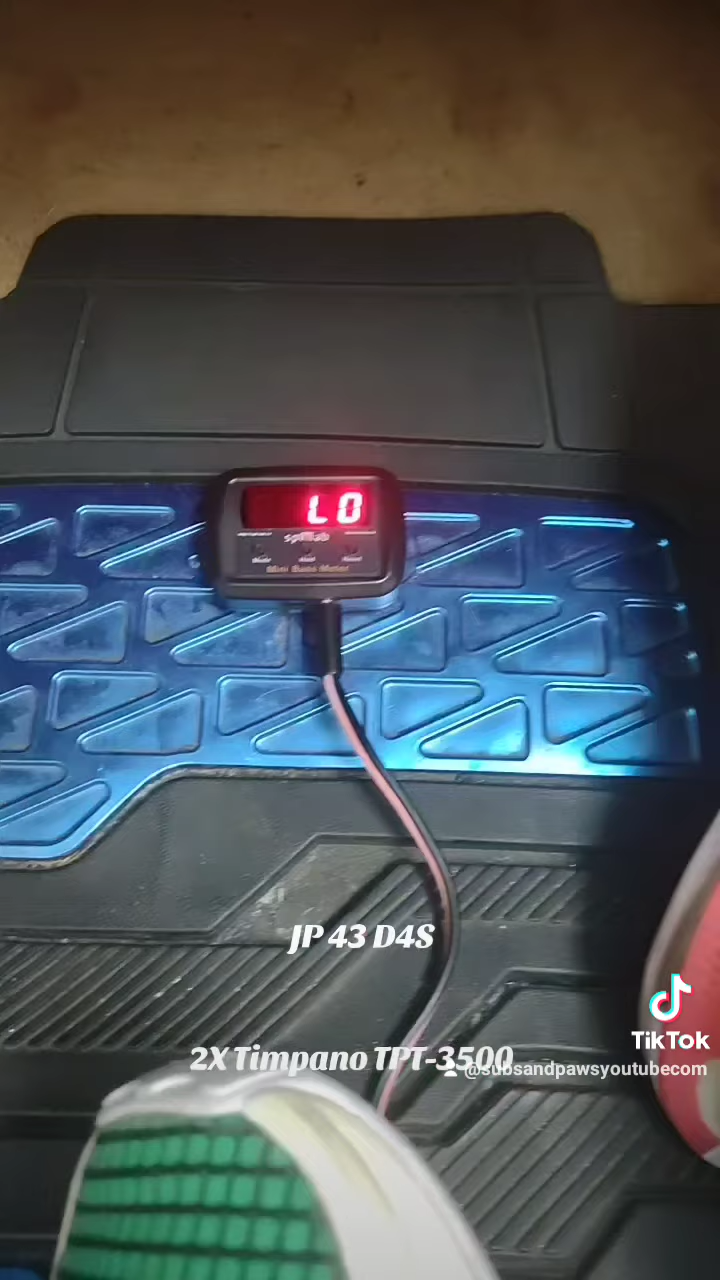 LO
spl lab
Mini Bass Meter
JP 43 D4S
2X Timpano TPT-3500
TikTok
@subsandpawsyoutubecom